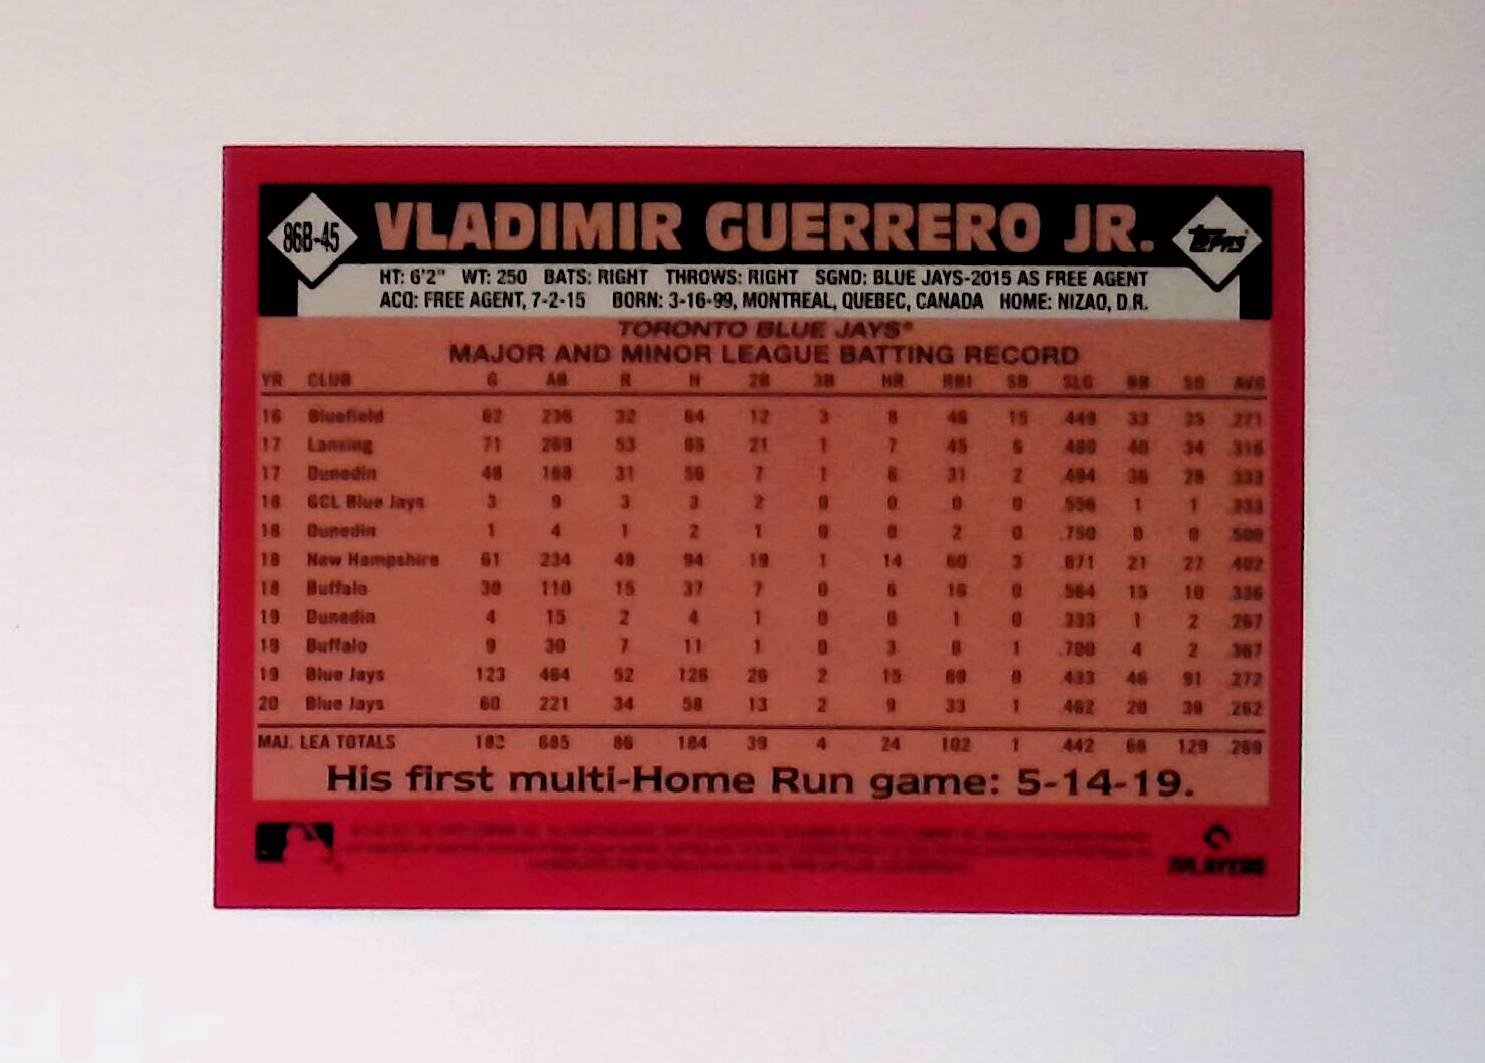 86B-45 VLADIMIR GUERRERO JR. Topps
HT: 6'2" WT: 250 BATS: RIGHT THROWS: RIGHT SGND: BLUE JAYS-2015 AS FREE AGENT
ACQ: FREE AGENT, 7-2-15 BORN: 3-16-99, MONTREAL, QUEBEC, CANADA HOME: NIZAO, D.R.
TORONTO BLUE JAYS®
MAJOR AND MINOR LEAGUE BATTING RECORD
YR CLUB G AB R H 2B 3B HR RBI SB SLG BB SO AVG
16 Bluefield 62 236 32 64 12 3 8 46 15 .449 33 35 .271
17 Lansing 71 269 53 85 21 1 7 45 6 .480 40 34 .316
17 Dunedin 48 168 31 56 7 1 6 31 2 .494 36 28 .333
18 GCL Blue Jays 3 9 3 3 2 0 0 0 0 .556 1 1 .333
18 Dunedin 1 4 1 2 1 0 0 2 0 .750 0 0 .500
18 New Hampshire 61 234 48 94 19 1 14 60 3 .671 21 27 .402
18 Buffalo 30 110 15 37 7 0 6 16 0 .564 15 10 .336
19 Dunedin 4 15 2 4 1 0 0 1 0 .333 1 2 .267
19 Buffalo 9 30 7 11 1 0 3 8 1 .700 4 2 .367
19 Blue Jays 123 464 52 126 26 2 15 69 0 .433 46 91 .272
20 Blue Jays 60 221 34 58 13 2 9 33 1 .462 20 38 .262
MAJ. LEA TOTALS 183 685 86 184 39 4 24 102 1 .442 66 129 .269
His first multi-Home Run game: 5-14-19.
PLAYERS